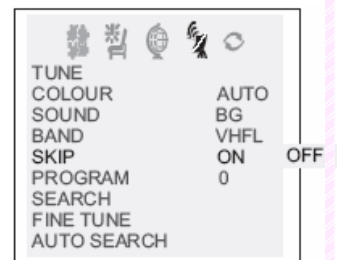 TUNE
COLOUR AUTO
SOUND BG
BAND VHFL
SKIP ON OFF
PROGRAM 0
SEARCH
FINE TUNE
AUTO SEARCH